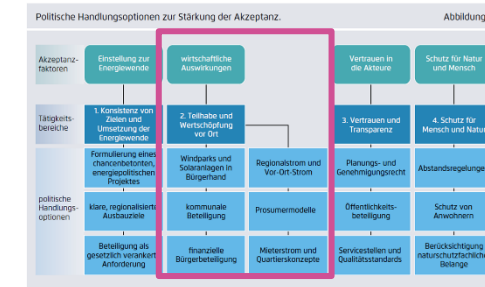 Politische Handlungsoptionen zur Stärkung der Akzeptanz.
Abbildung
Akzeptanz-
faktoren
Einstellung zur
Energiewende
wirtschaftliche
Auswirkungen
Vertrauen in
die Akteure
Schutz für Natur
und Mensch
Tätigkeits-
bereiche
1. Konsistenz von
Zielen und
Umsetzung der
Energiewende
2. Teilhabe und
Wertschöpfung
vor Ort
3. Vertrauen und
Transparenz
4. Schutz für
Mensch und Natur
politische
Handlungs-
optionen
Formulierung eines
chancenbetonten,
energiepolitischen
Projektes
Windparks und
Solaranlagen in
Bürgerhand
Regionalstrom und
Vor-Ort-Strom
Planungs- und
Genehmigungsrecht
Abstandsregelungen
klare, regionalisierte
Ausbauziele
kommunale
Beteiligung
Prosumermodelle
Öffentlichkeits-
beteiligung
Schutz von
Anwohnern
Beteiligung als
gesetzlich verankerte
Anforderung
finanzielle
Bürgerbeteiligung
Mieterstrom und
Quartierskonzepte
Servicestellen und
Qualitätsstandards
Berücksichtigung
naturschutzfachlicher
Belange